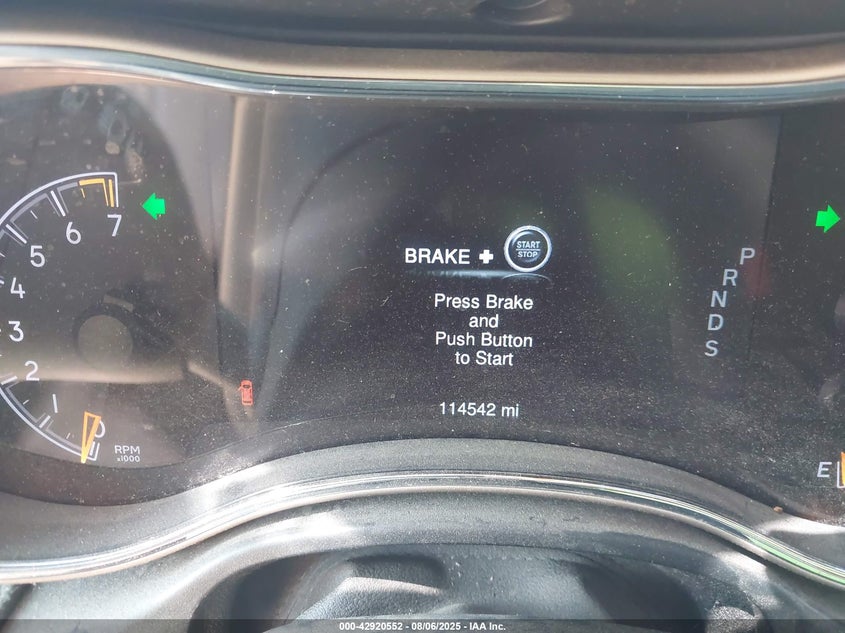 7
6
5
4
3
2
1
0
RPM
x1000
BRAKE + START
STOP
Press Brake
and
Push Button
to Start
114542 mi
P
R
N
D
S
E
000-42920552 - 08/06/2025 - IAA Inc.